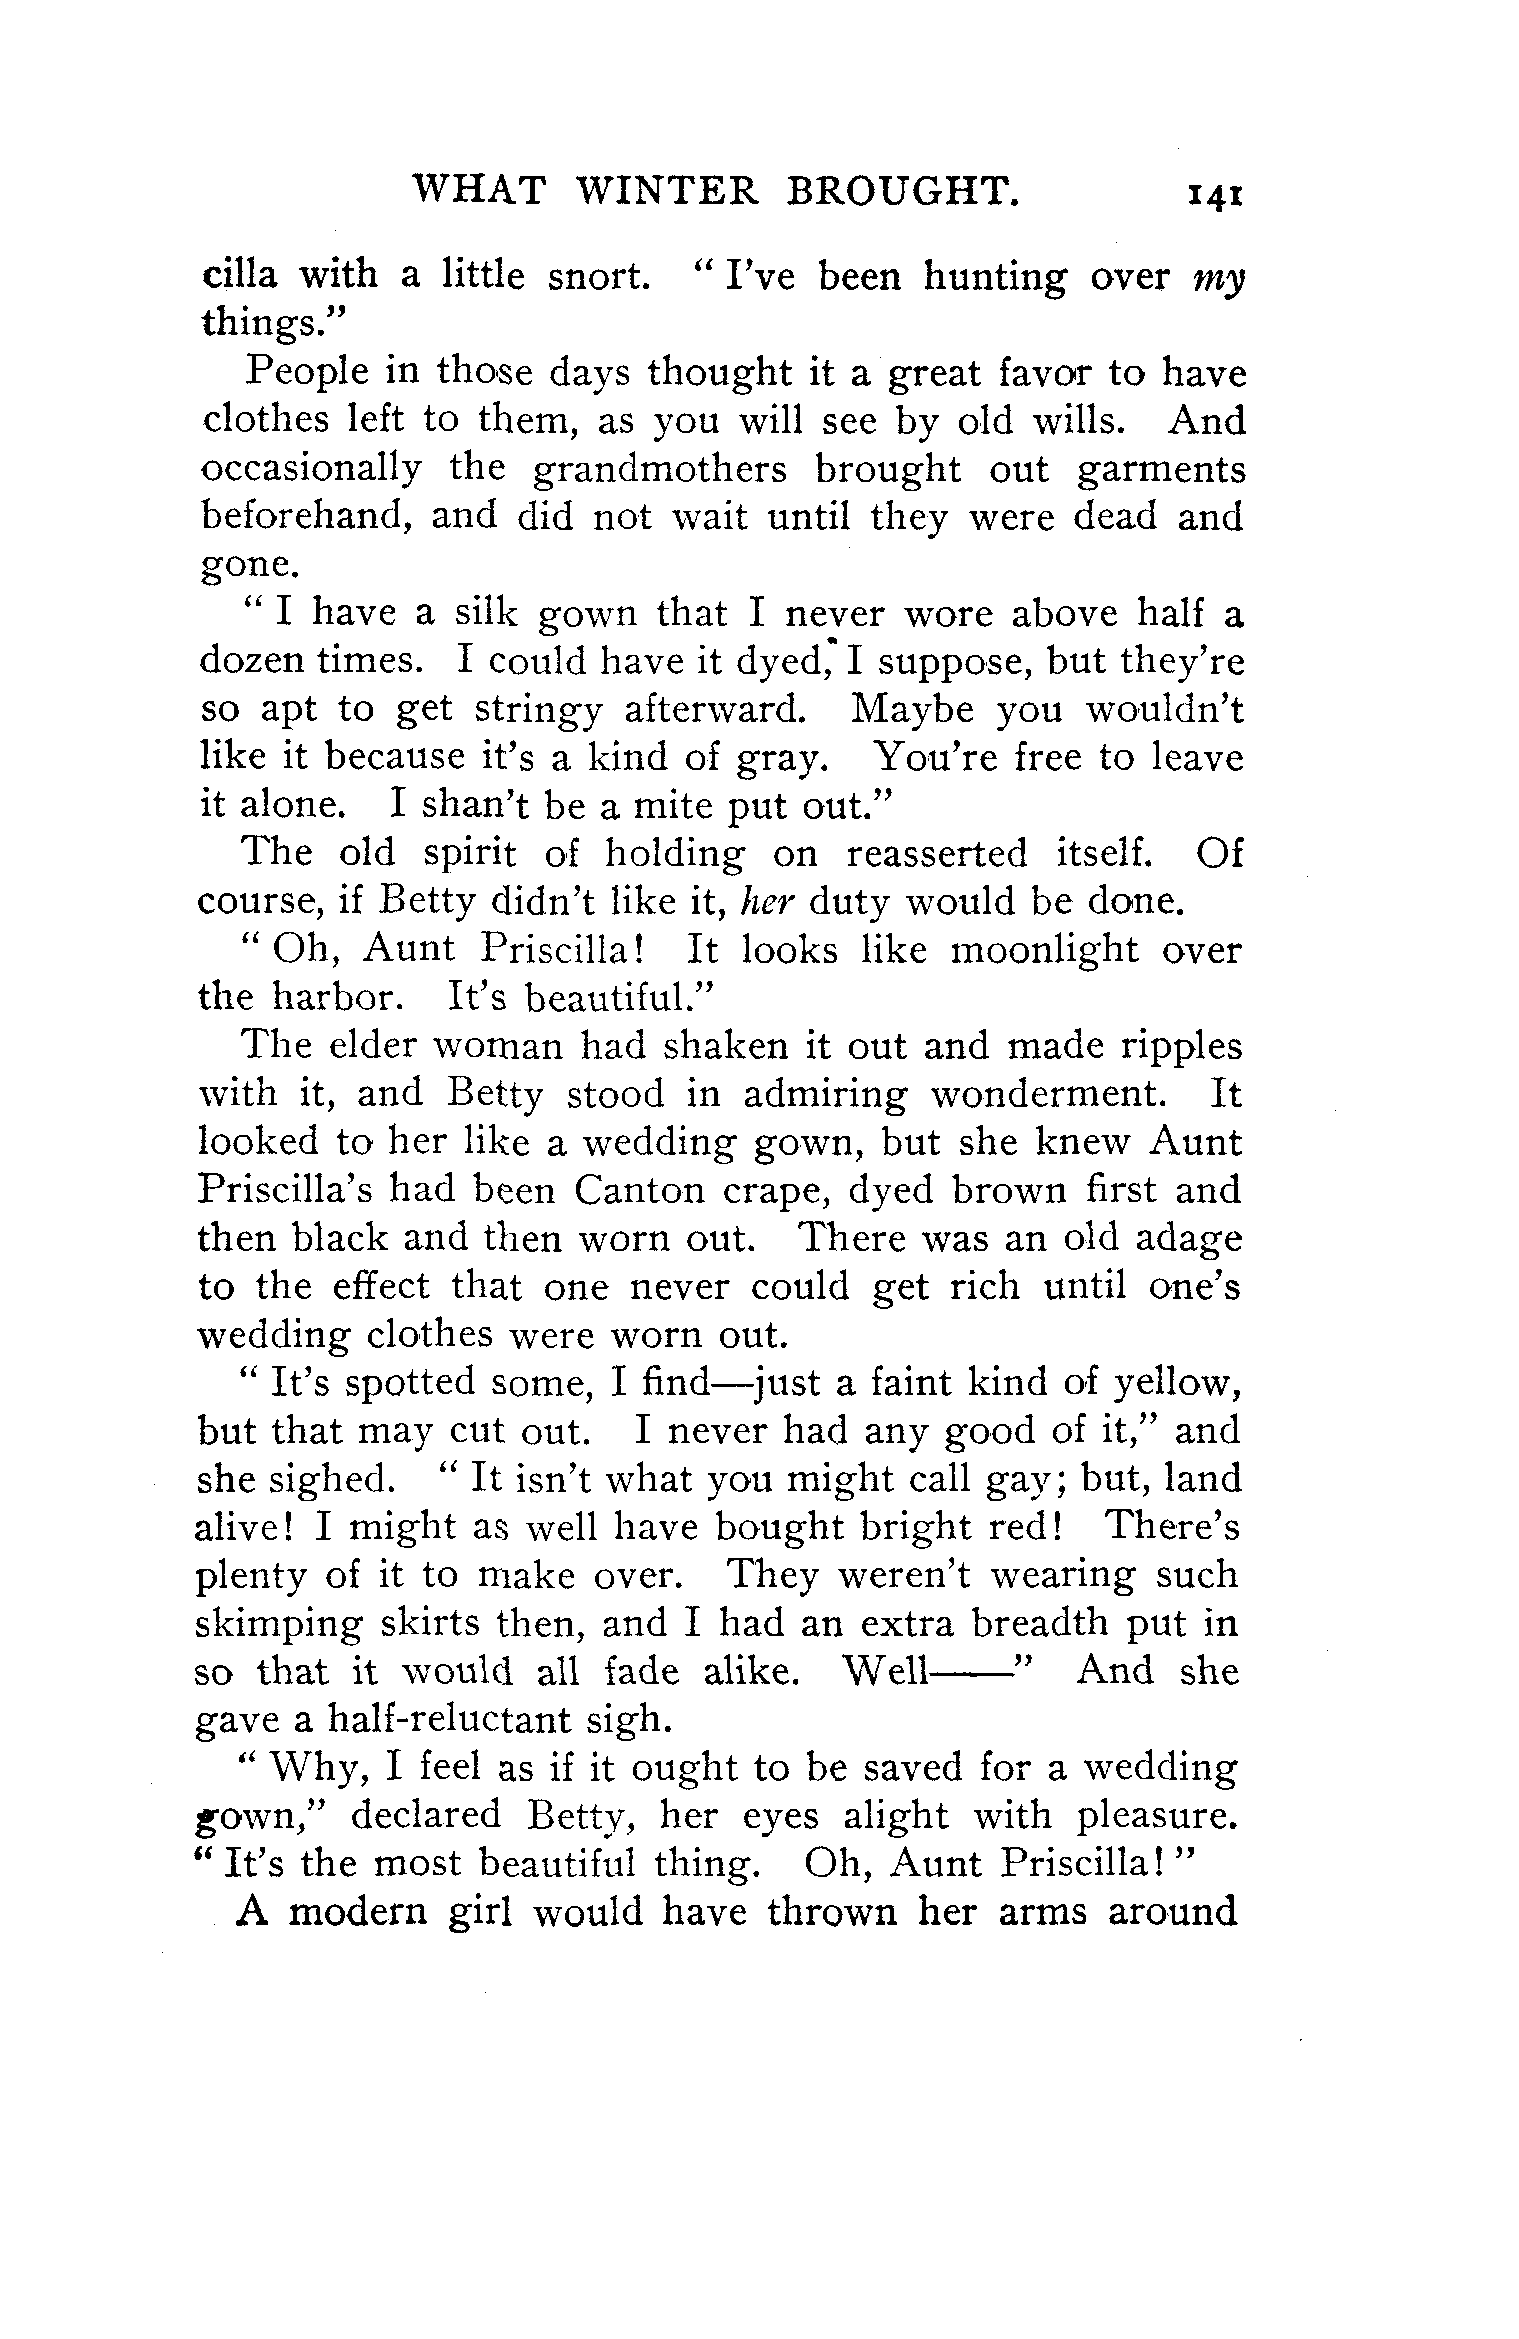 WHAT WINTER BROUGHT. 141
cilla with a little snort. " I've been hunting over my
things."
People in those days thought it a great favor to have
clothes left to them, as you will see by old wills. And
occasionally the grandmothers brought out garments
beforehand, and did not wait until they were dead and
gone.
" I have a silk gown that I never wore above half a
dozen times. I could have it dyed, I suppose, but they're
so apt to get stringy afterward. Maybe you wouldn't
like it because it's a kind of gray. You're free to leave
it alone. I shan't be a mite put out."
The old spirit of holding on reasserted itself. Of
course, if Betty didn't like it, her duty would be done.
" Oh, Aunt Priscilla! It looks like moonlight over
the harbor. It's beautiful."
The elder woman had shaken it out and made ripples
with it, and Betty stood in admiring wonderment. It
looked to her like a wedding gown, but she knew Aunt
Priscilla's had been Canton crape, dyed brown first and
then black and then worn out. There was an old adage
to the effect that one never could get rich until one's
wedding clothes were worn out.
" It's spotted some, I find—just a faint kind of yellow,
but that may cut out. I never had any good of it," and
she sighed. " It isn't what you might call gay; but, land
alive! I might as well have bought bright red! There's
plenty of it to make over. They weren't wearing such
skimping skirts then, and I had an extra breadth put in
so that it would all fade alike. Well——" And she
gave a half-reluctant sigh.
" Why, I feel as if it ought to be saved for a wedding
gown," declared Betty, her eyes alight with pleasure.
" It's the most beautiful thing. Oh, Aunt Priscilla! "
A modern girl would have thrown her arms around